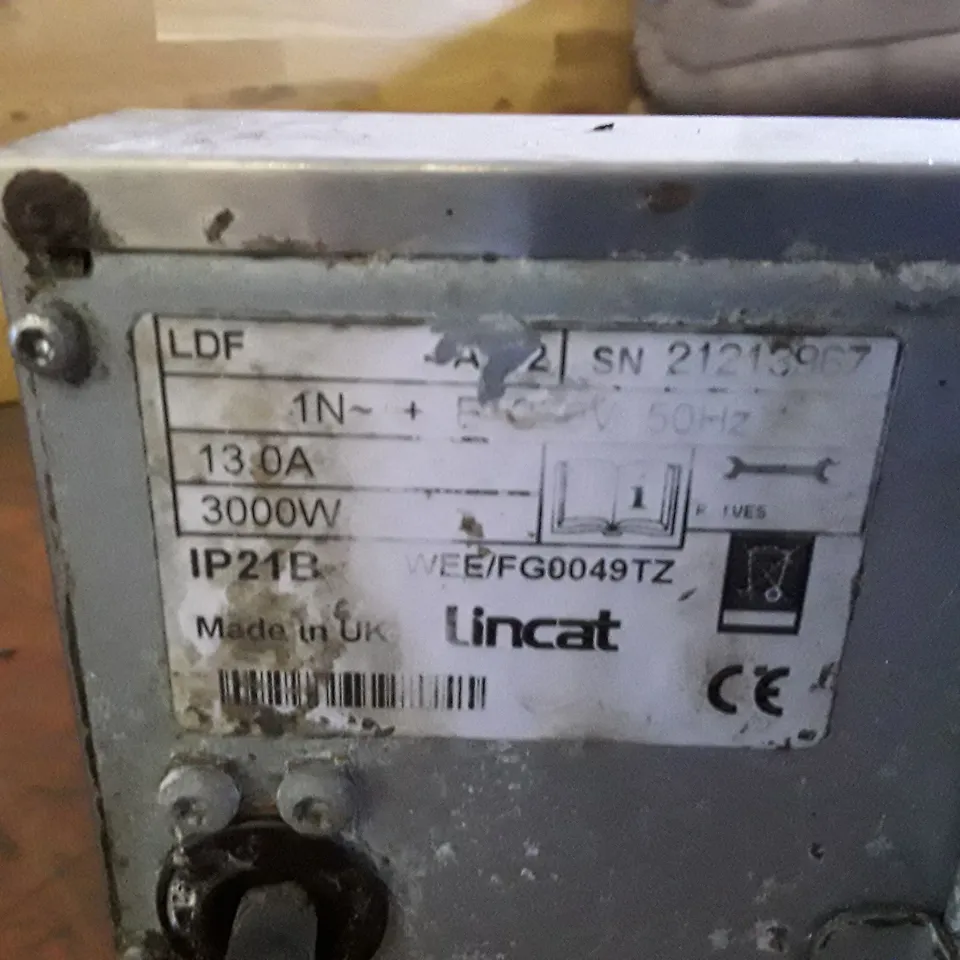 LDF SN 21213967
1N~ + 50Hz
13.0A
3000W
IP21B WEE/FG0049TZ
Made in UK Lincat
CE